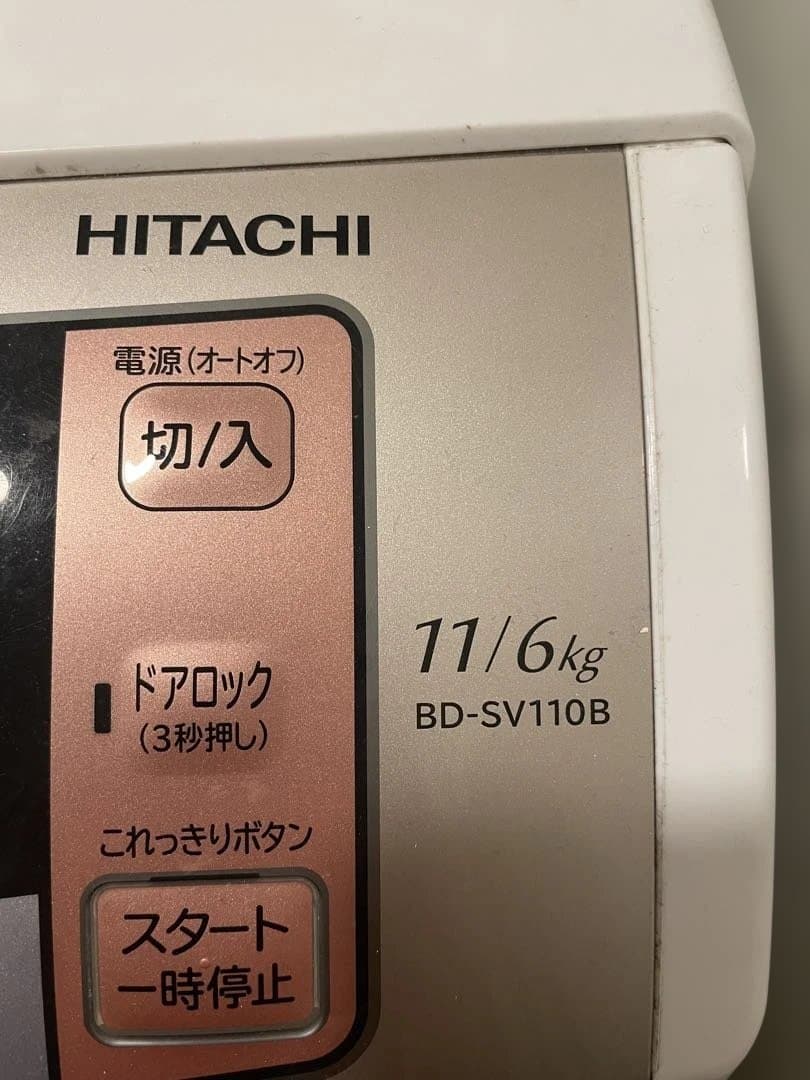 HITACHI
電源(オートオフ)
切/入
11/6kg
BD-SV110B
ドアロック
(3秒押し)
これっきりボタン
スタート
一時停止